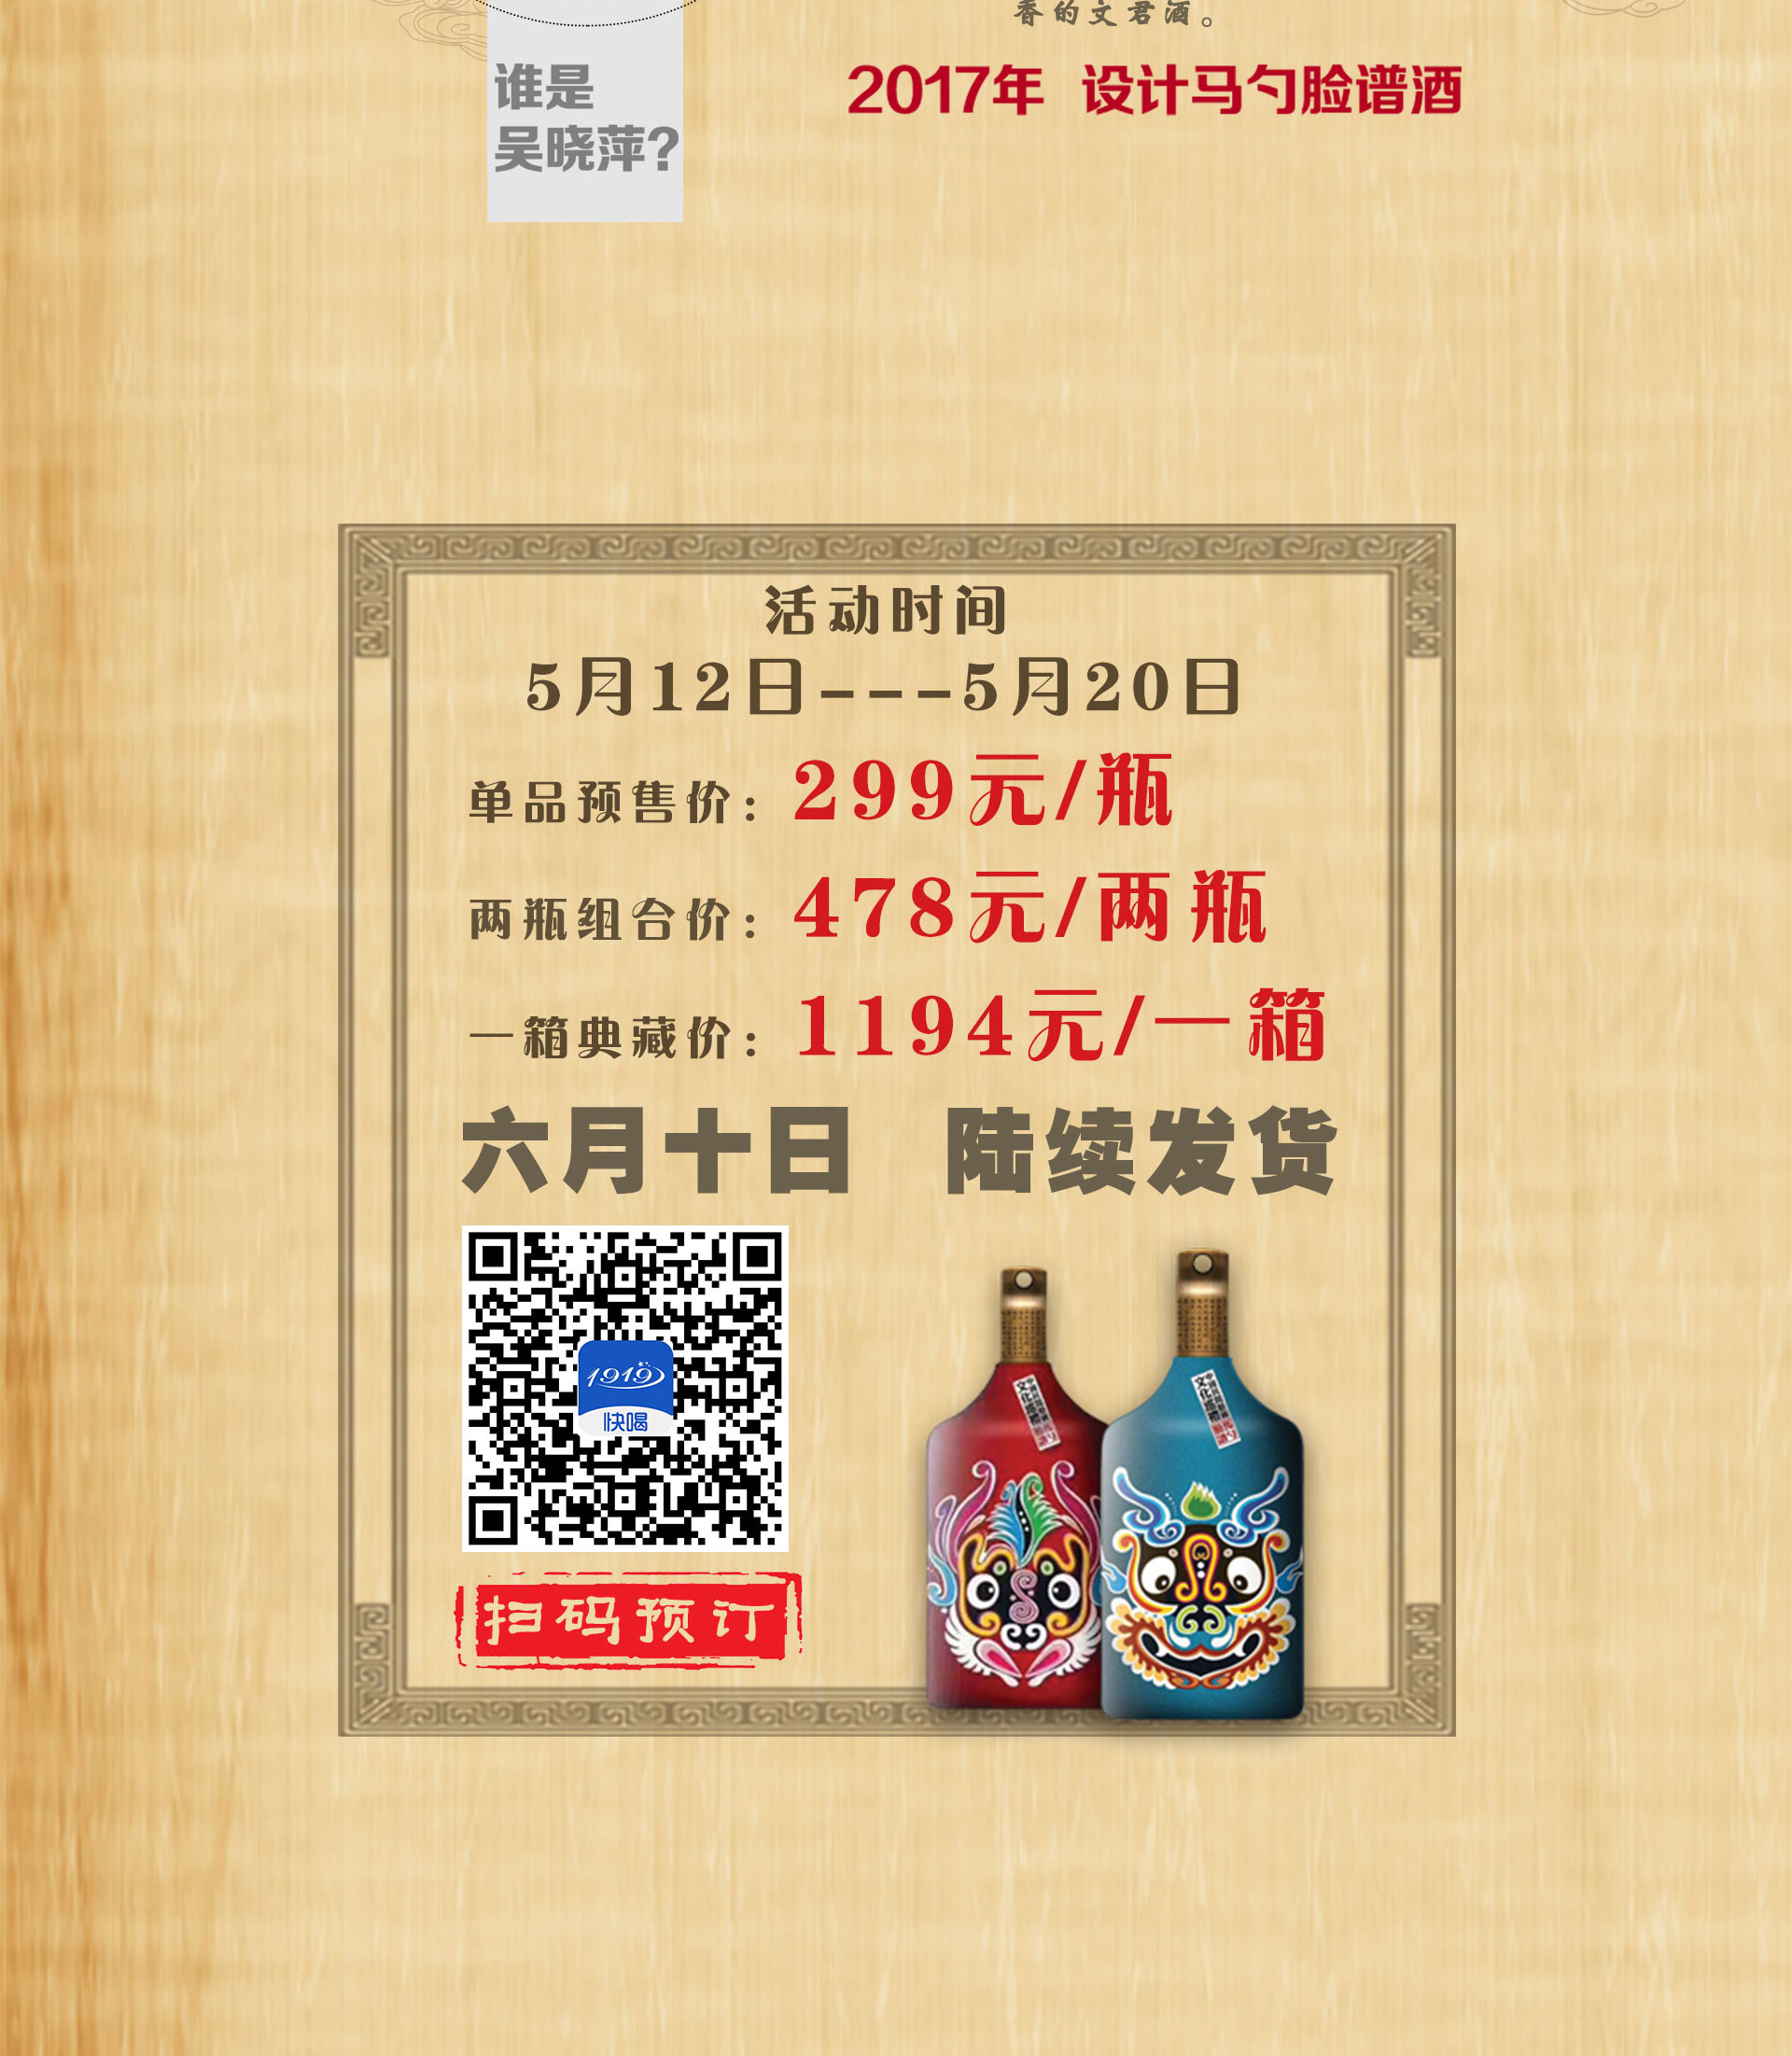 香的文君酒。
2017年 设计马勺脸谱酒
谁是
吴晓萍?
活动时间
5月12日---5月20日
单品预售价: 299元/瓶
两瓶组合价: 478元/两瓶
一箱典藏价: 1194元/一箱
六月十日 陆续发货
1919
快喝
扫码预订